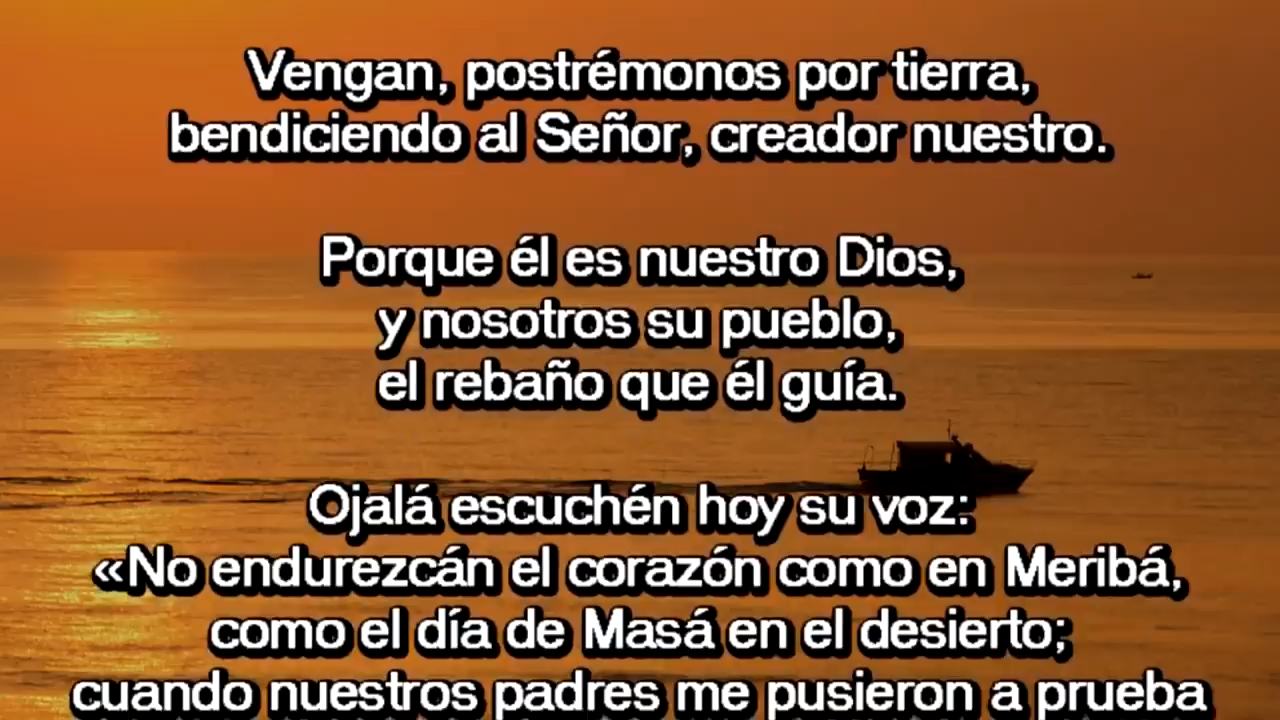 Vengan, postrémonos por tierra,
bendiciendo al Señor, creador nuestro.
Porque él es nuestro Dios,
y nosotros su pueblo,
el rebaño que él guía.
Ojalá escuchén hoy su voz:
«No endurezcán el corazón como en Meribá,
como el día de Masá en el desierto;
cuando nuestros padres me pusieron a prueba